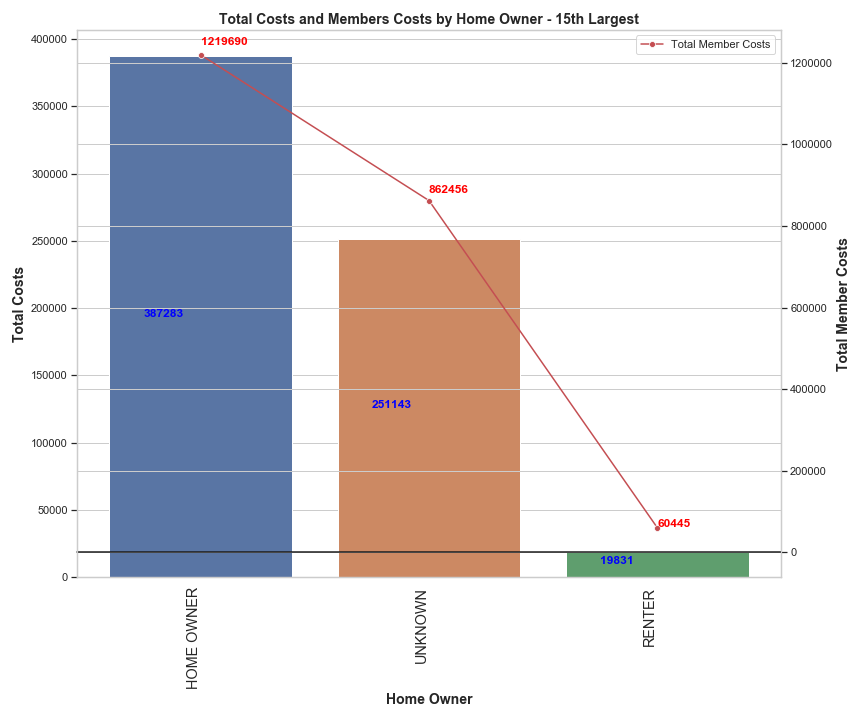 Total Costs and Members Costs by Home Owner - 15th Largest
Total Member Costs
400000
350000
300000
250000
200000
150000
100000
50000
0
Total Costs
1200000
1000000
800000
600000
400000
200000
0
Total Member Costs
1219690
862456
60445
387283
251143
19831
HOME OWNER
UNKNOWN
RENTER
Home Owner